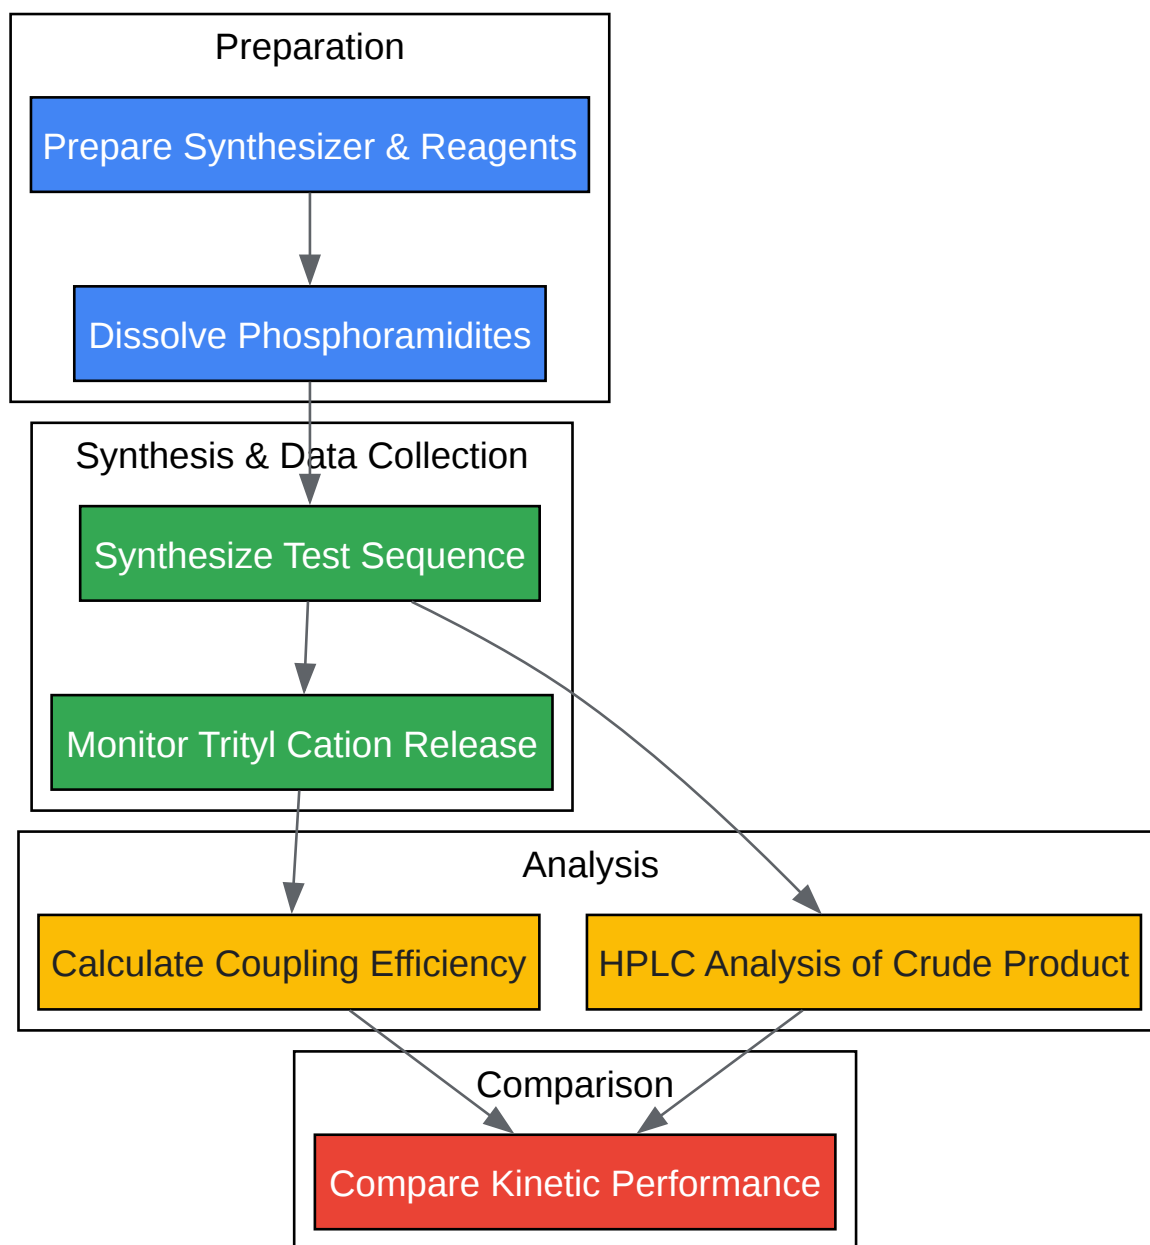 Preparation
Prepare Synthesizer & Reagents
Dissolve Phosphoramidites
Synthesis & Data Collection
Synthesize Test Sequence
Monitor Trityl Cation Release
Analysis
Calculate Coupling Efficiency
HPLC Analysis of Crude Product
Comparison
Compare Kinetic Performance